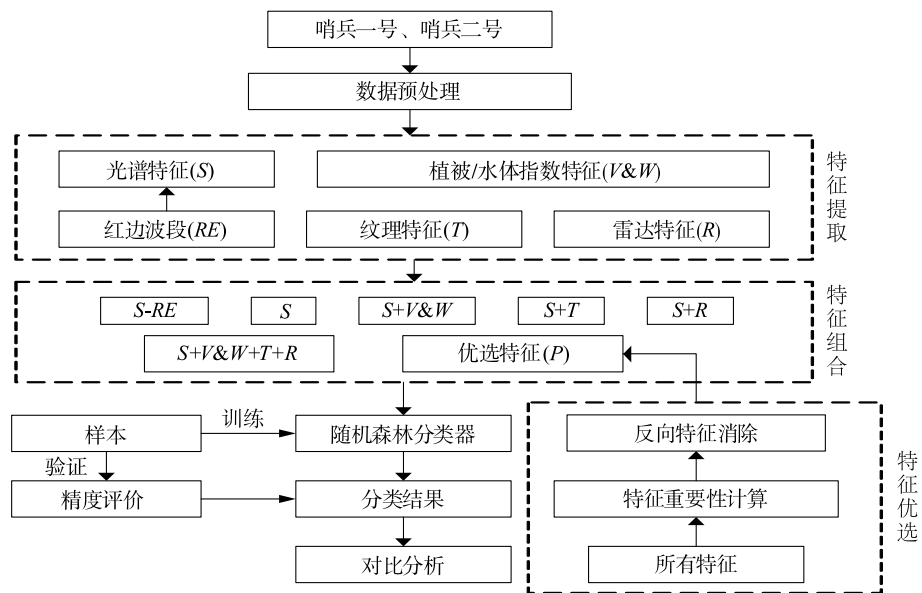 哨兵一号、哨兵二号
数据预处理
光谱特征(S)
植被/水体指数特征(V&W)
红边波段(RE)
纹理特征(T)
雷达特征(R)
特征提取
S-RE
S
S+V&W
S+T
S+R
S+V&W+T+R
优选特征(P)
特征组合
样本
训练
随机森林分类器
反向特征消除
验证
精度评价
分类结果
特征重要性计算
对比分析
所有特征
特征优选